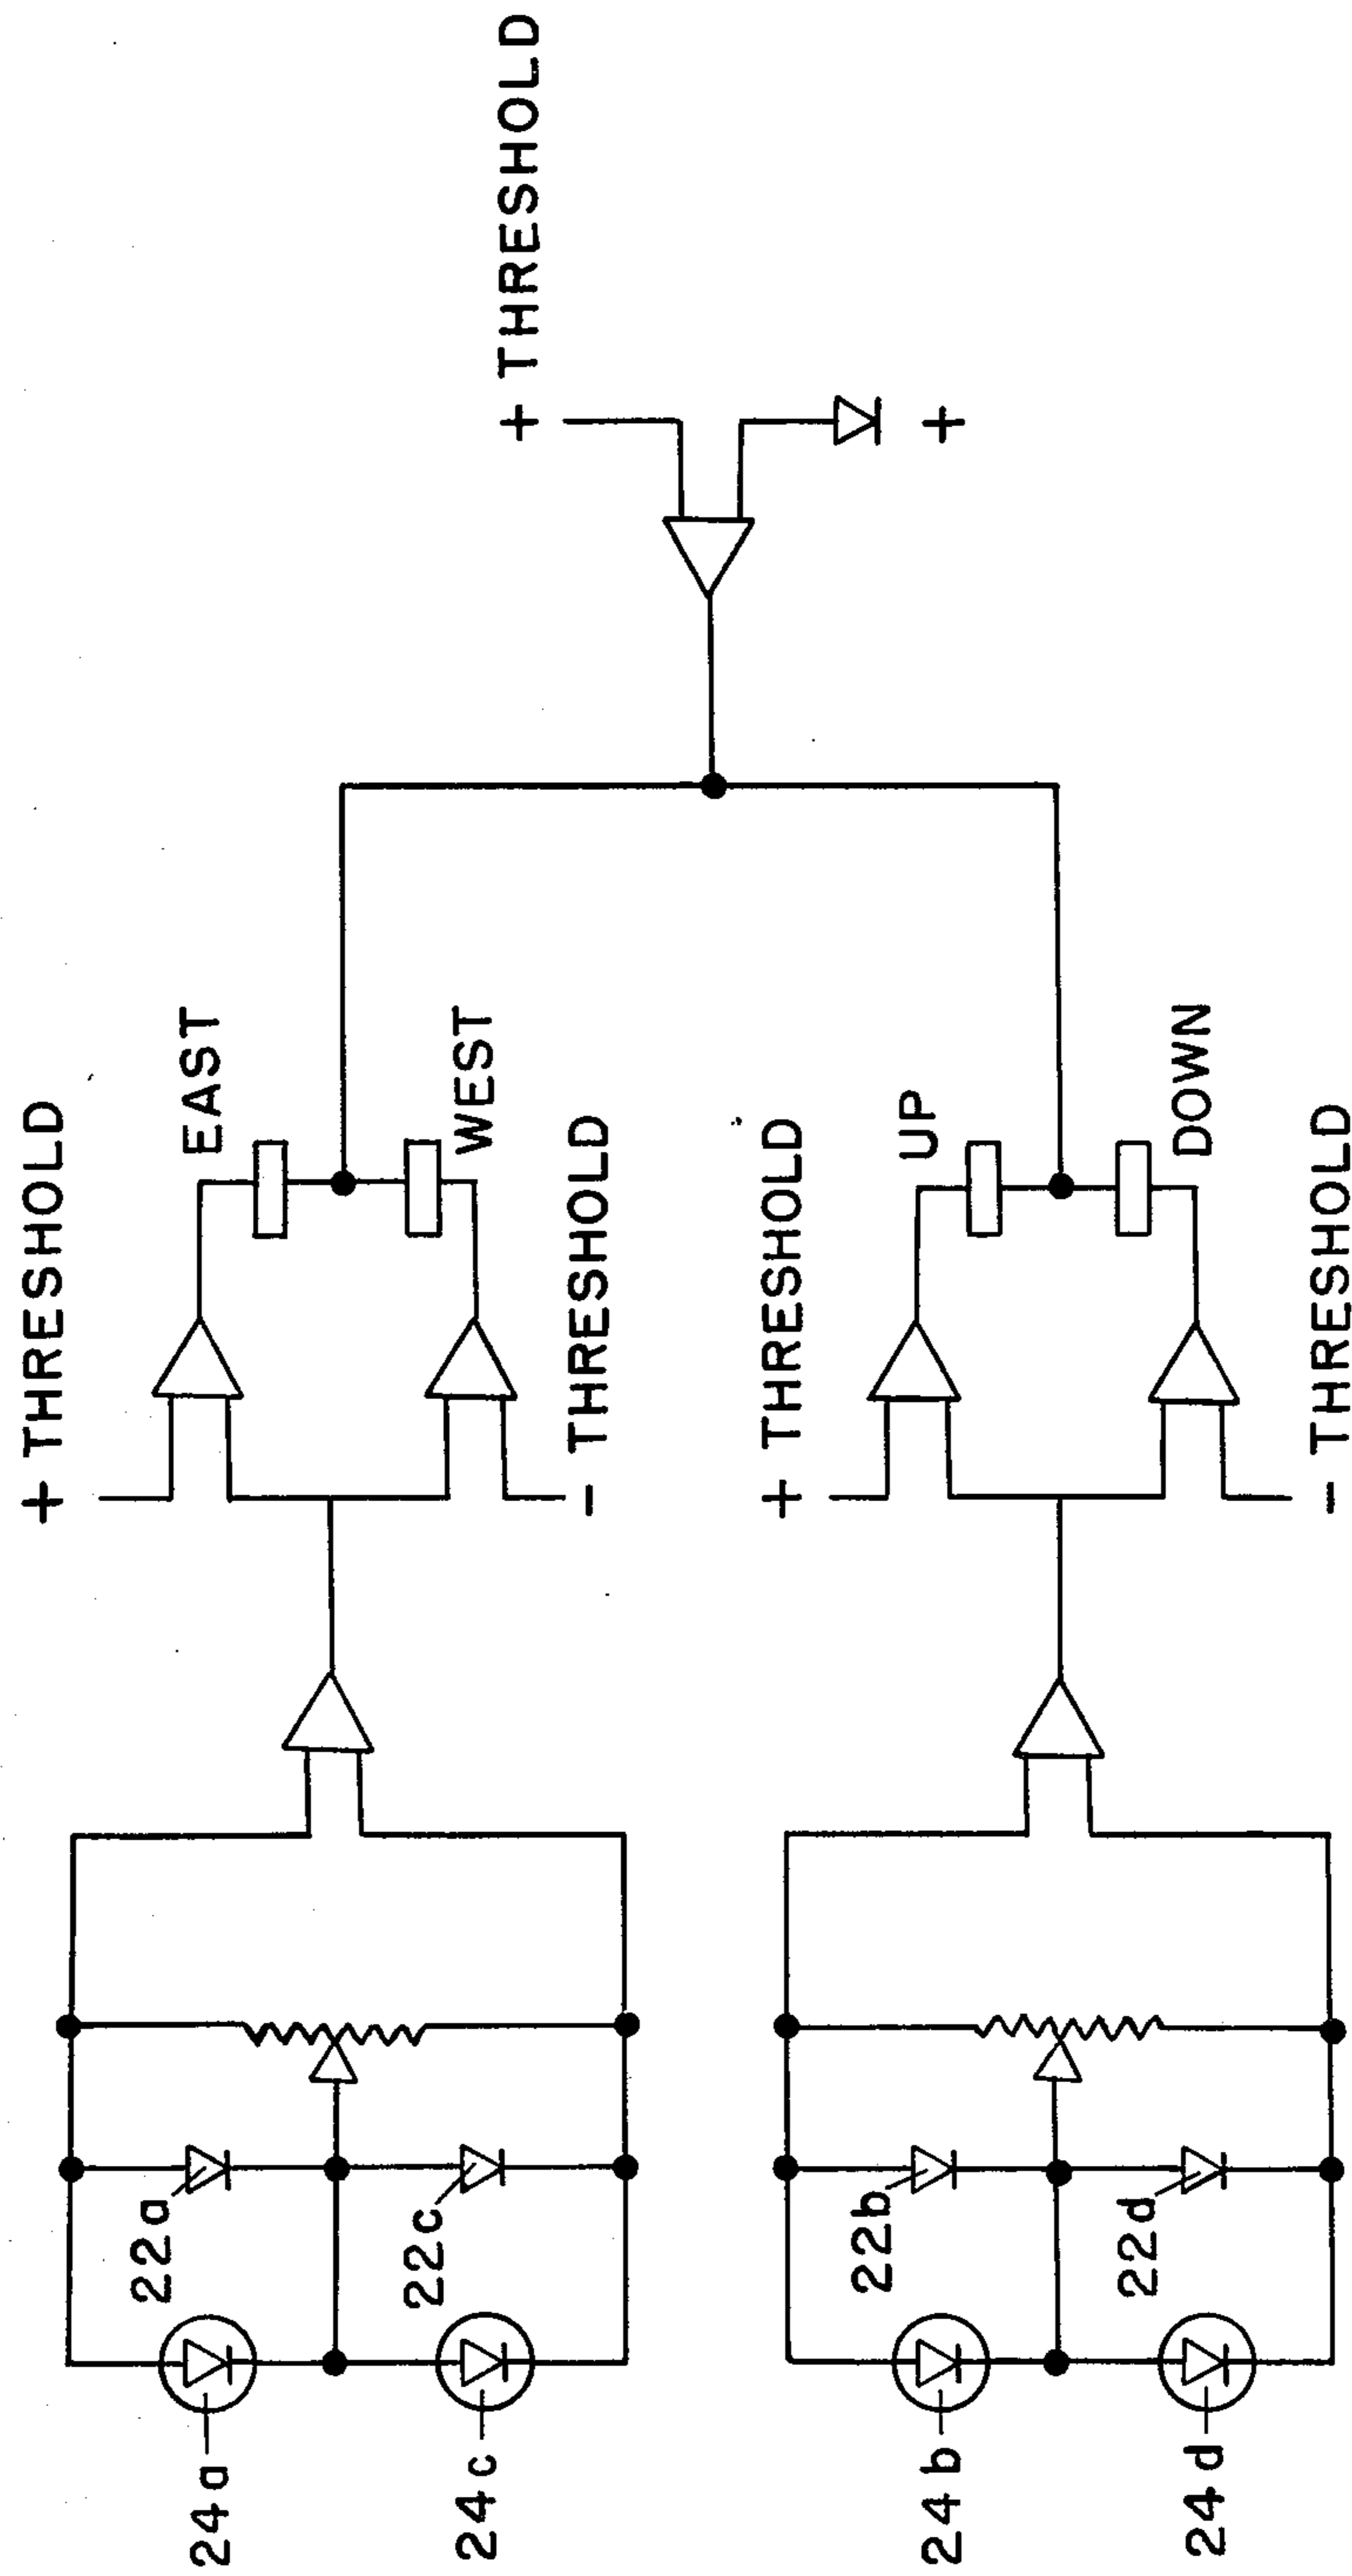 + THRESHOLD
EAST
WEST
- THRESHOLD
22a
22c
24a
24c
+ THRESHOLD
+
+ THRESHOLD
UP
DOWN
- THRESHOLD
22b
22d
24b
24d